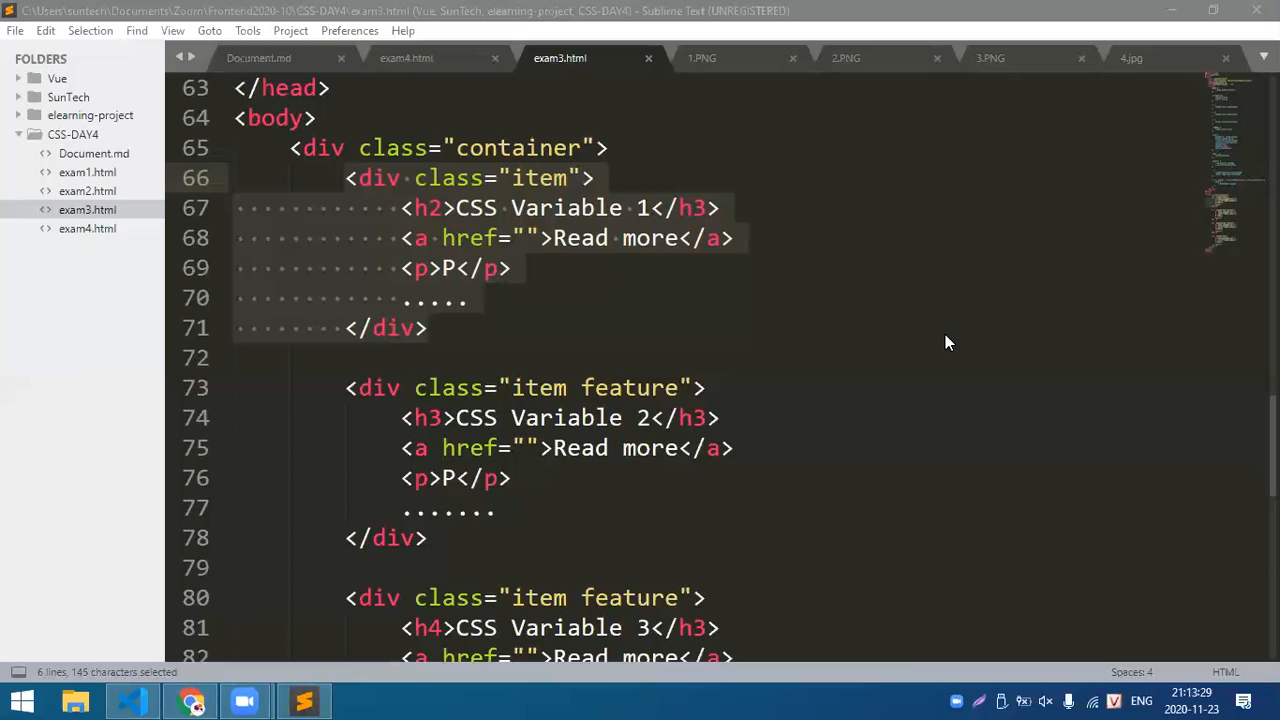 C:\Users\suntech\Documents\Zoom\Frontend2020-10\CSS-DAY4\exam3.html (Vue, SunTech, elearning-project, CSS-DAY4) - Sublime Text (UNREGISTERED)
File Edit Selection Find View Goto Tools Project Preferences Help
FOLDERS
Vue
SunTech
elearning-project
CSS-DAY4
Document.md
exam1.html
exam2.html
exam3.html
exam4.html
Document.md exam4.html exam3.html 1.PNG 2.PNG 3.PNG 4.jpg
63 </head>
64 <body>
65 <div class="container">
66 <div class="item">
67 <h2>CSS Variable 1</h3>
68 <a href="">Read more</a>
69 <p>P</p>
70 .....
71 </div>
72
73 <div class="item feature">
74 <h3>CSS Variable 2</h3>
75 <a href="">Read more</a>
76 <p>P</p>
77 .......
78 </div>
79
80 <div class="item feature">
81 <h4>CSS Variable 3</h3>
82 <a href="">Read more</a>
6 lines, 145 characters selected Spaces: 4 HTML
V ENG 21:13:29
2020-11-23